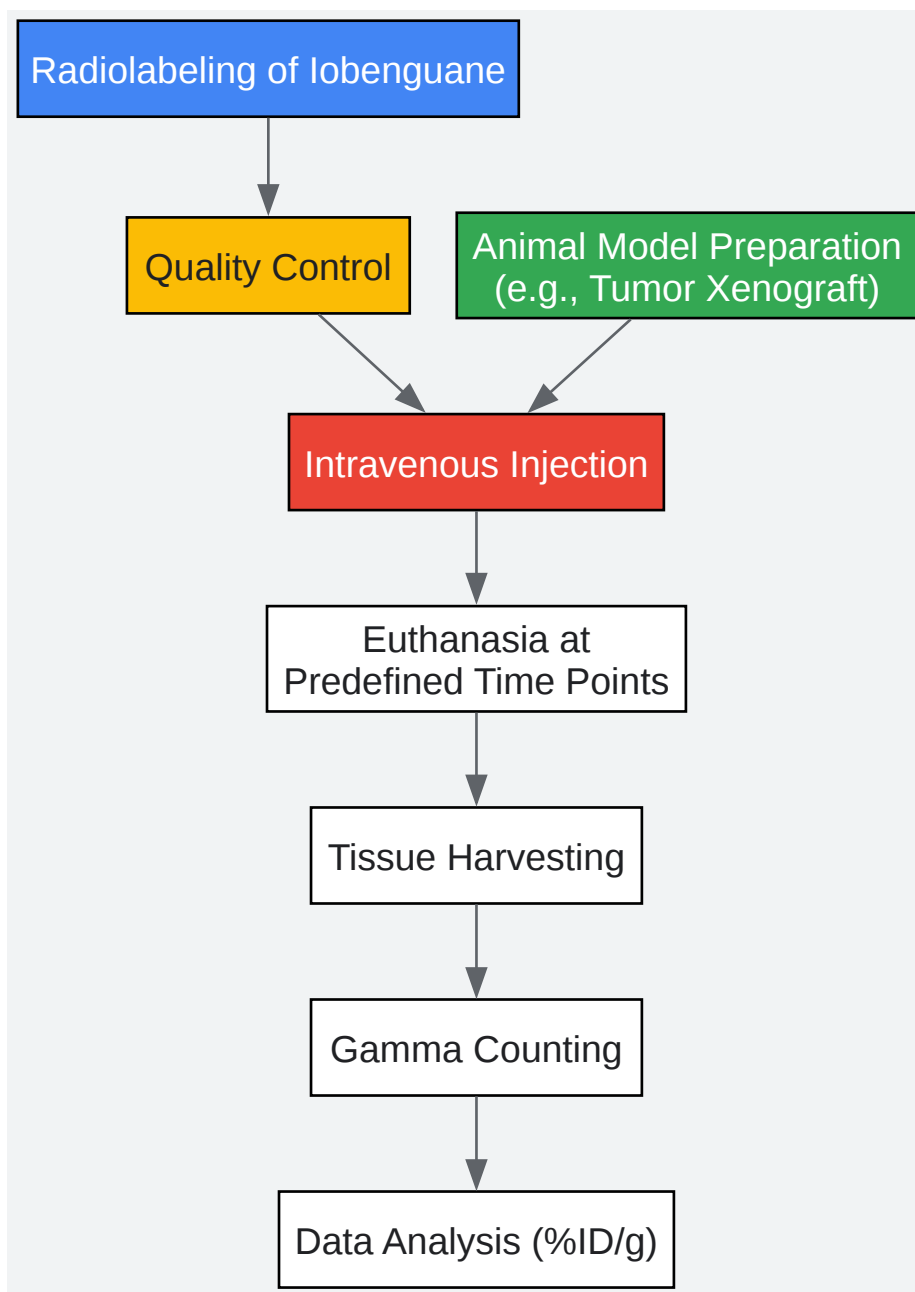 Radiolabeling of Iobenguane
Quality Control
Animal Model Preparation
(e.g., Tumor Xenograft)
Intravenous Injection
Euthanasia at
Predefined Time Points
Tissue Harvesting
Gamma Counting
Data Analysis (%ID/g)